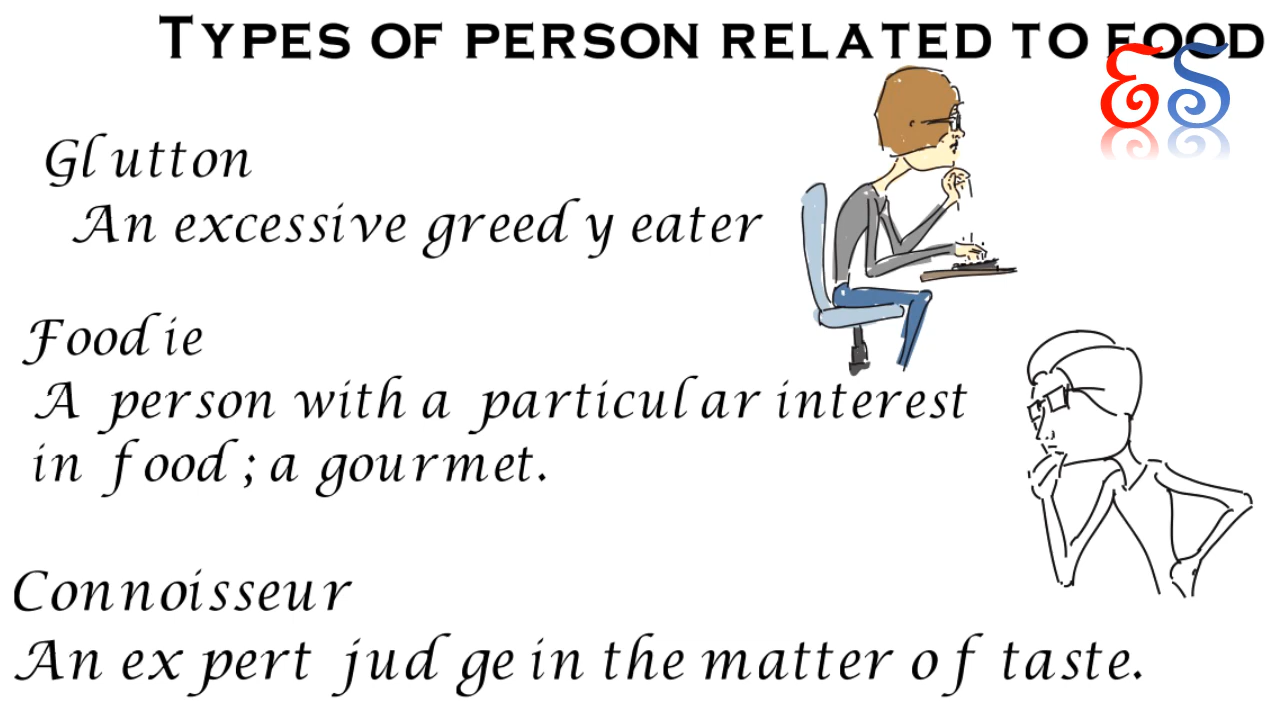 TYPES OF PERSON RELATED TO FOOD
ES
Glutton
An excessive greedy eater
Foodie
A person with a particular interest
in food; a gourmet.
Connoisseur
An expert judge in the matter of taste.